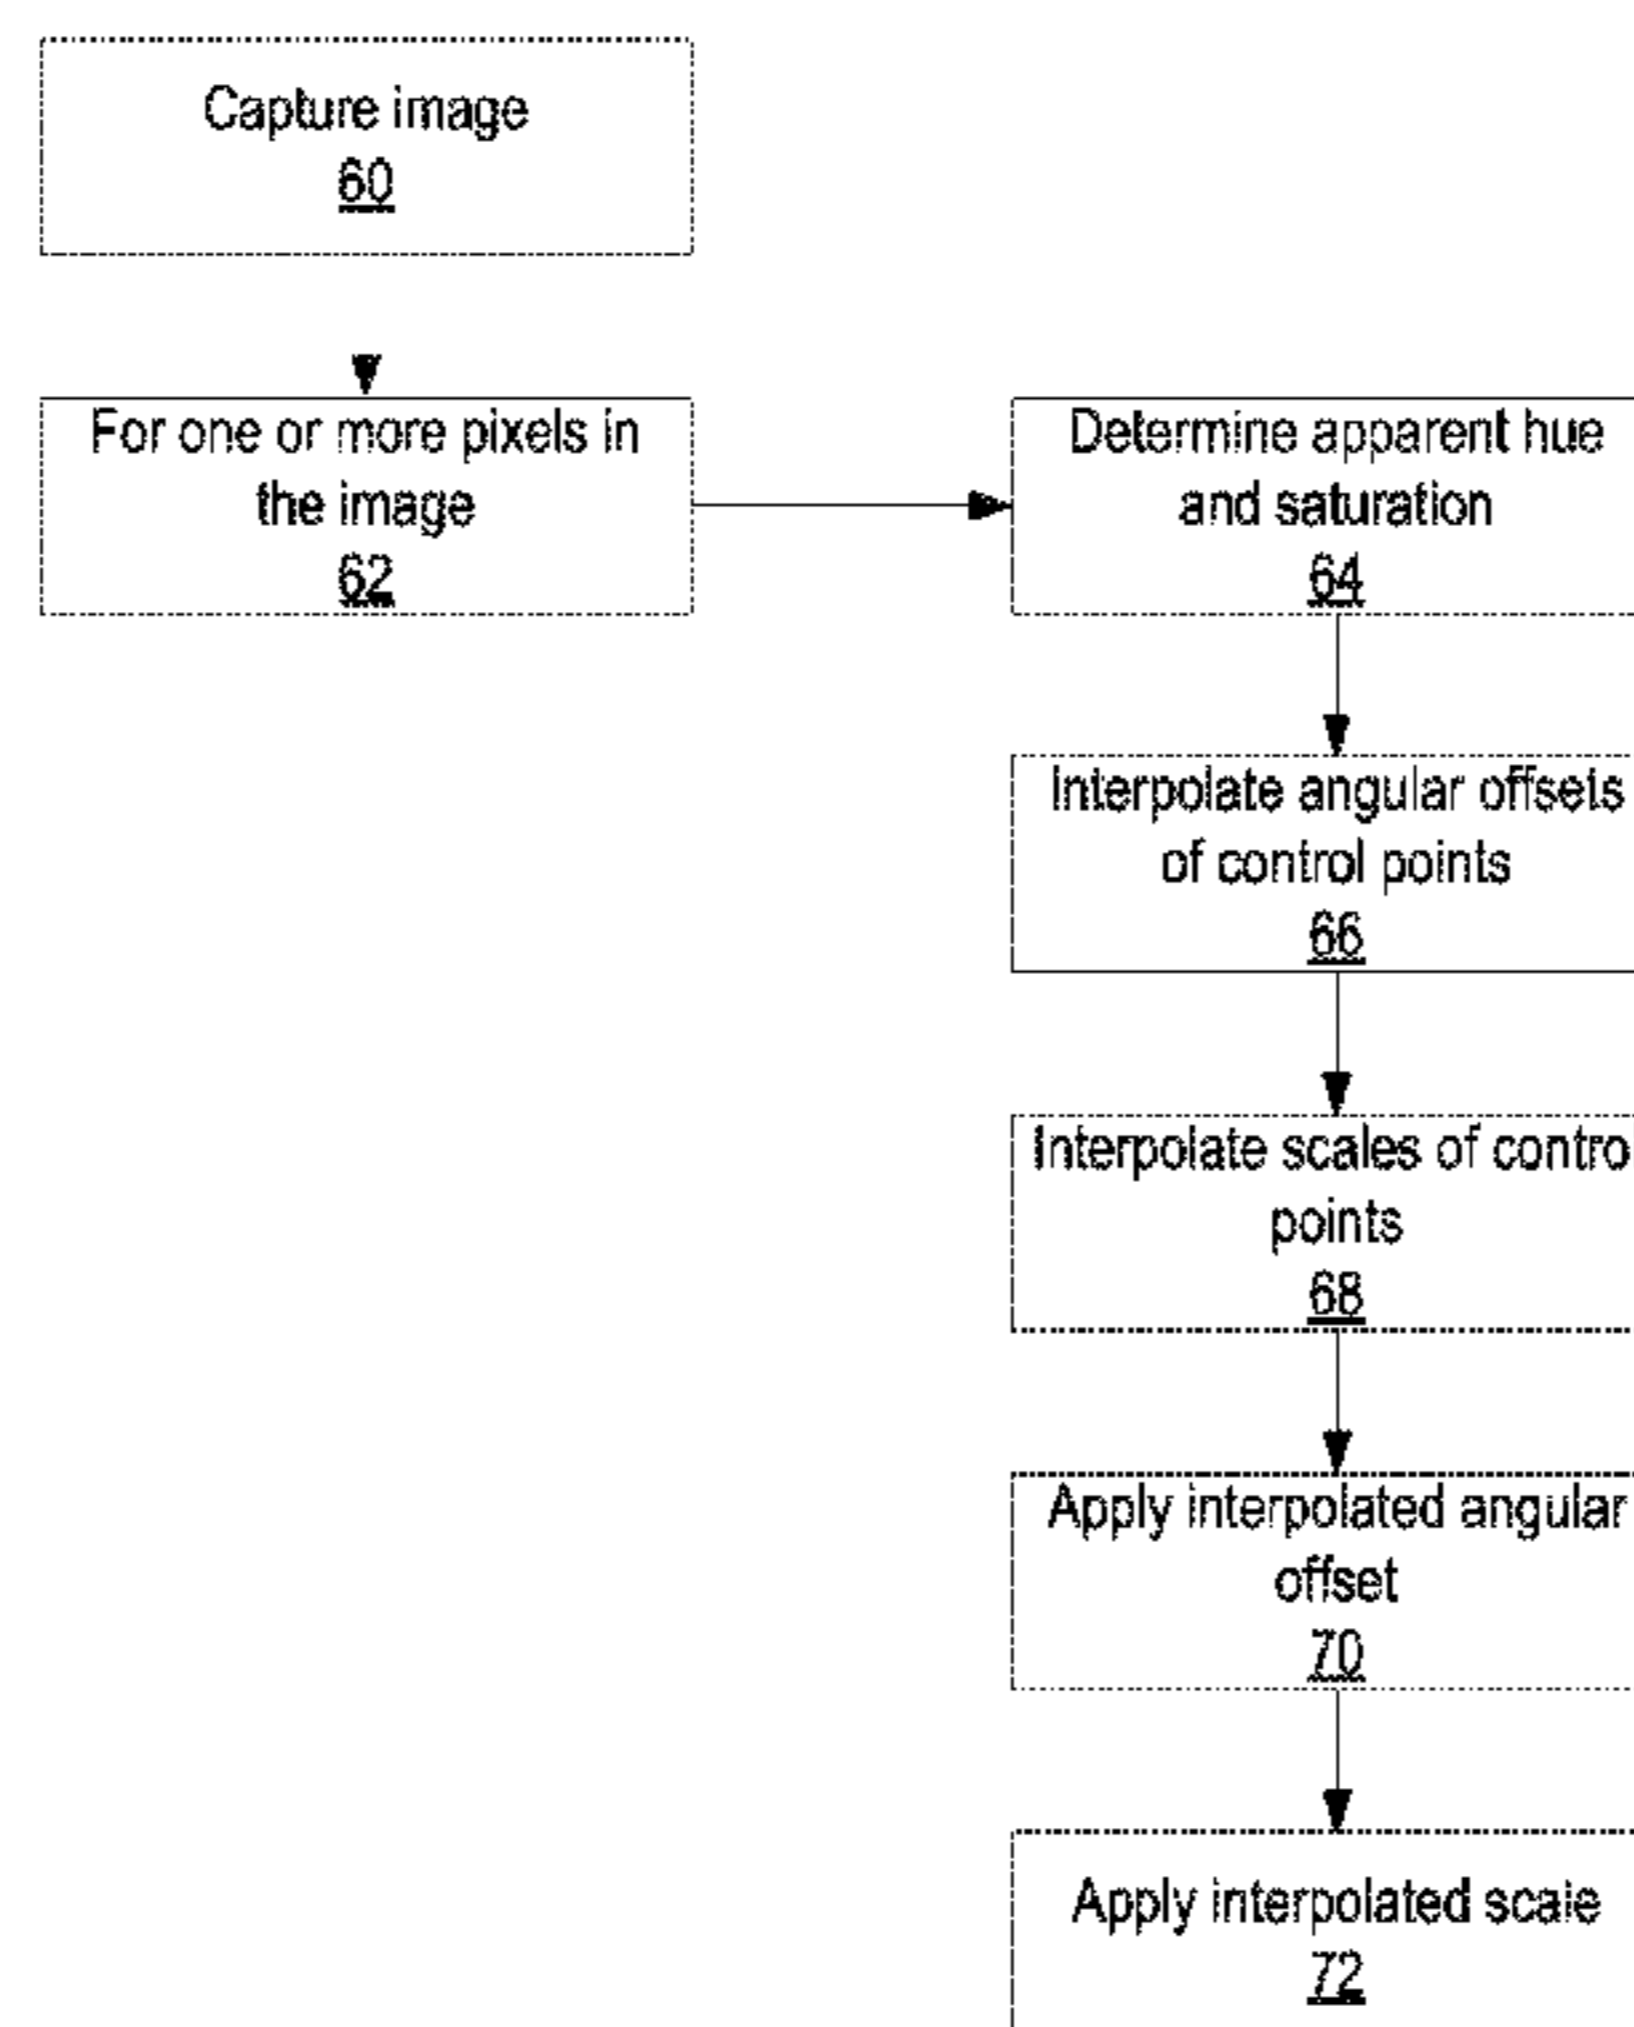 Capture image
60
For one or more pixels in
the image
62
Determine apparent hue
and saturation
64
Interpolate angular offsets
of control points
66
Interpolate scales of control
points
68
Apply interpolated angular
offset
70
Apply interpolated scale
72